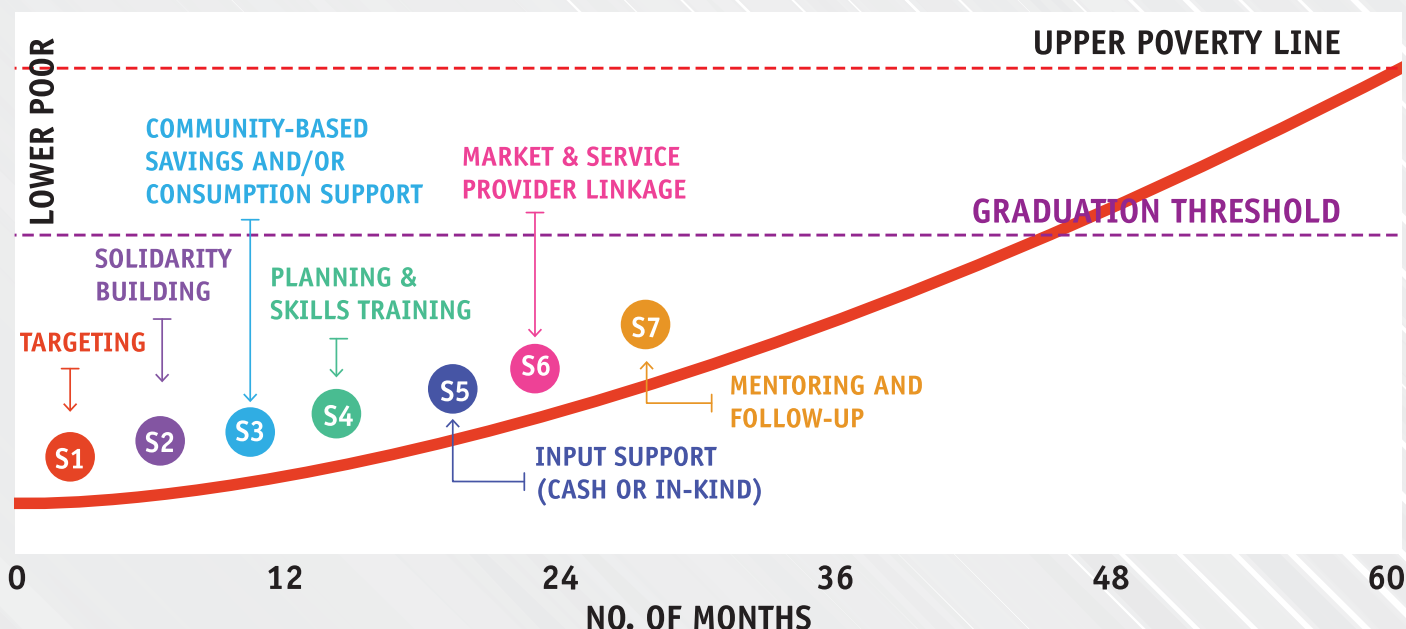 UPPER POVERTY LINE
LOWER POOR
COMMUNITY-BASED
SAVINGS AND/OR
CONSUMPTION SUPPORT
MARKET & SERVICE
PROVIDER LINKAGE
GRADUATION THRESHOLD
SOLIDARITY
BUILDING
PLANNING &
SKILLS TRAINING
TARGETING
S1
S2
S3
S4
S5
S6
S7
MENTORING AND
FOLLOW-UP
INPUT SUPPORT
(CASH OR IN-KIND)
0 12 24 36 48 60
NO. OF MONTHS